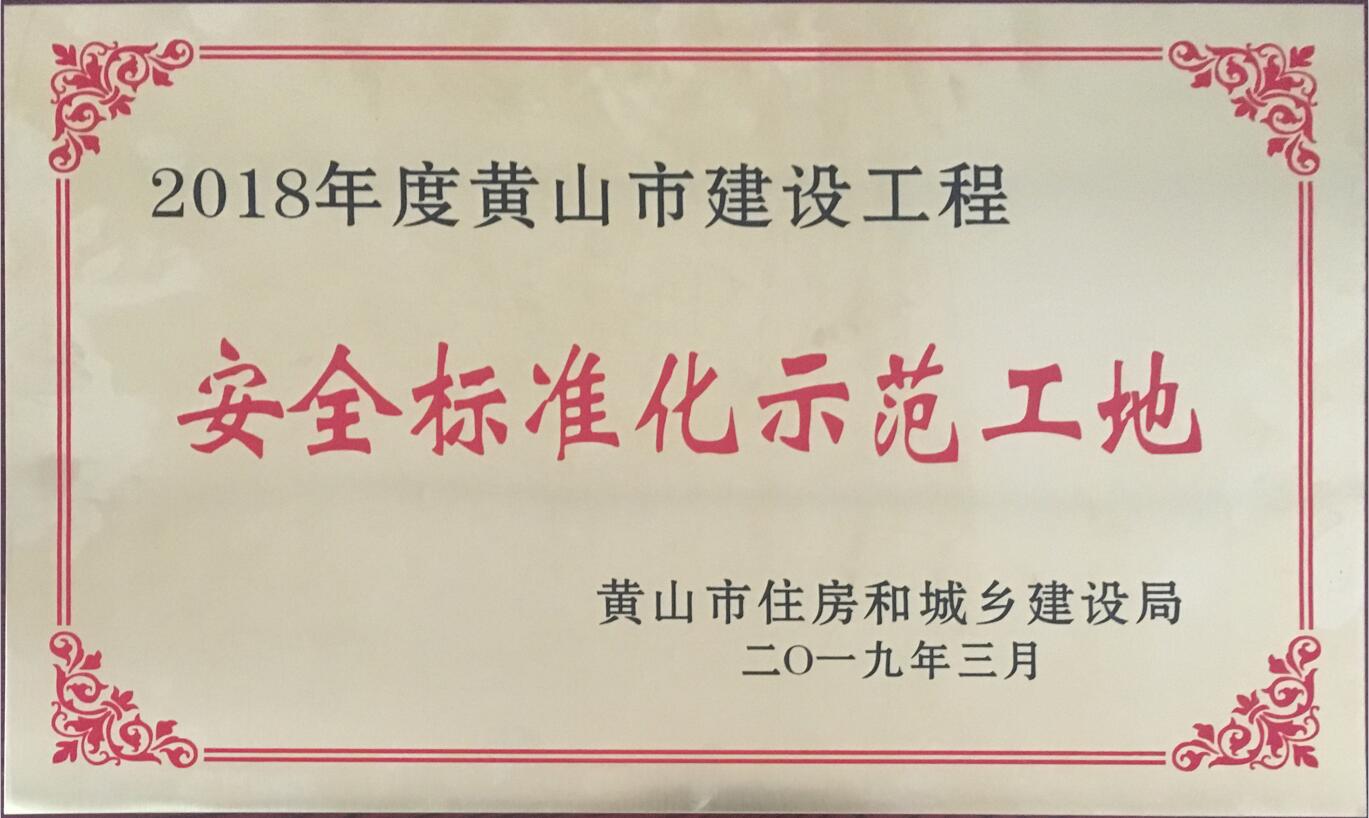 2018年度黄山市建设工程
安全标准化示范工地
黄山市住房和城乡建设局
二〇一九年三月